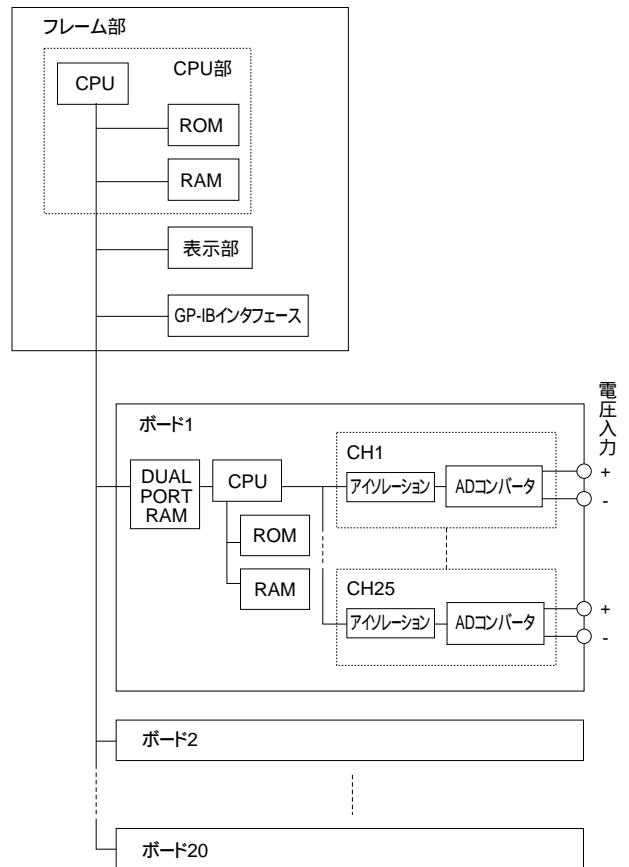 フレーム部
CPU部
CPU
ROM
RAM
表示部
GP-IBインタフェース
電圧入力
ボード1
DUAL
PORT
RAM
CPU
ROM
RAM
CH1
アイソレーション
ADコンバータ
+
-
CH25
アイソレーション
ADコンバータ
+
-
ボード2
ボード20